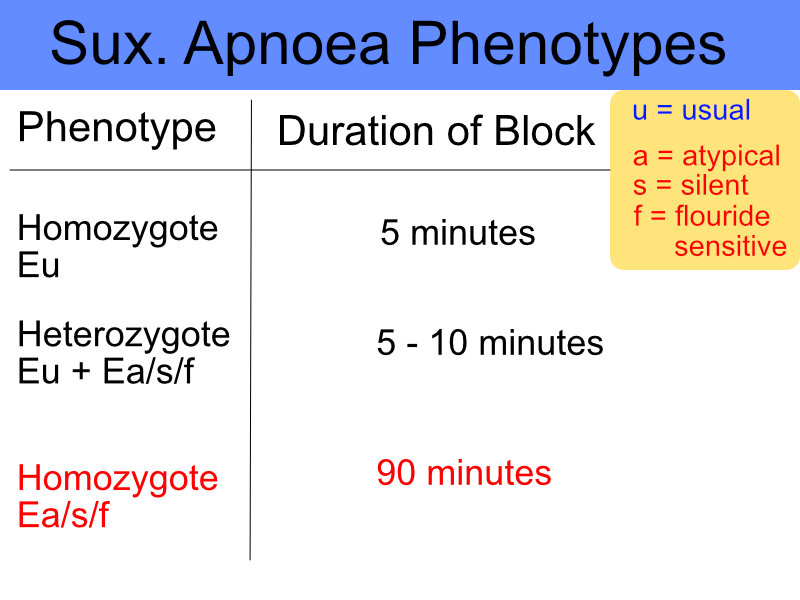 Sux. Apnoea Phenotypes
Phenotype
Duration of Block
u = usual
a = atypical
s = silent
f = flouride
sensitive
Homozygote
Eu
5 minutes
Heterozygote
Eu + Ea/s/f
5 - 10 minutes
Homozygote
Ea/s/f
90 minutes